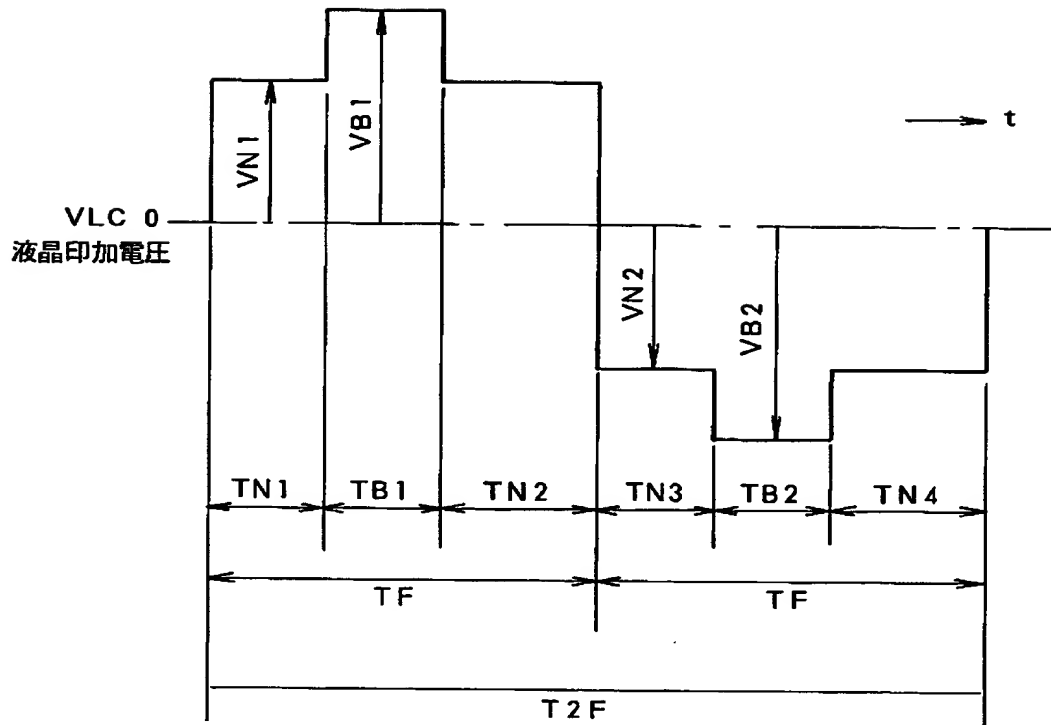 t
VN1
VB1
VLC 0
液晶印加電圧
VN2
VB2
TN1 TB1 TN2 TN3 TB2 TN4
TF TF
T2F